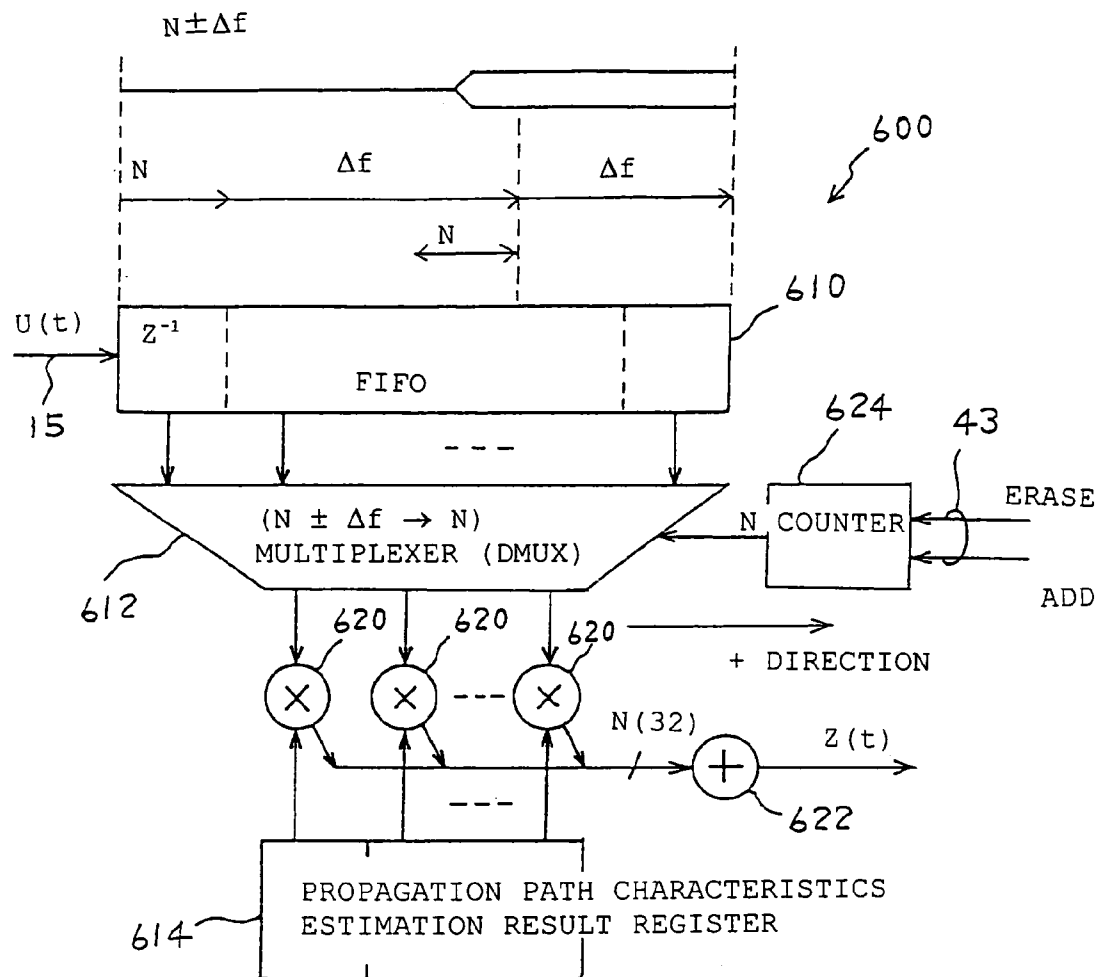 N ± Δf
600
N Δf Δf
N
610
U(t)
Z⁻¹
FIFO
15
---
624
43
ERASE
(N ± Δf → N)
MULTIPLEXER (DMUX)
N COUNTER
ADD
612
620 620 620
+ DIRECTION
× × --- ×
N(32)
Z(t)
+
622
---
PROPAGATION PATH CHARACTERISTICS
ESTIMATION RESULT REGISTER
614